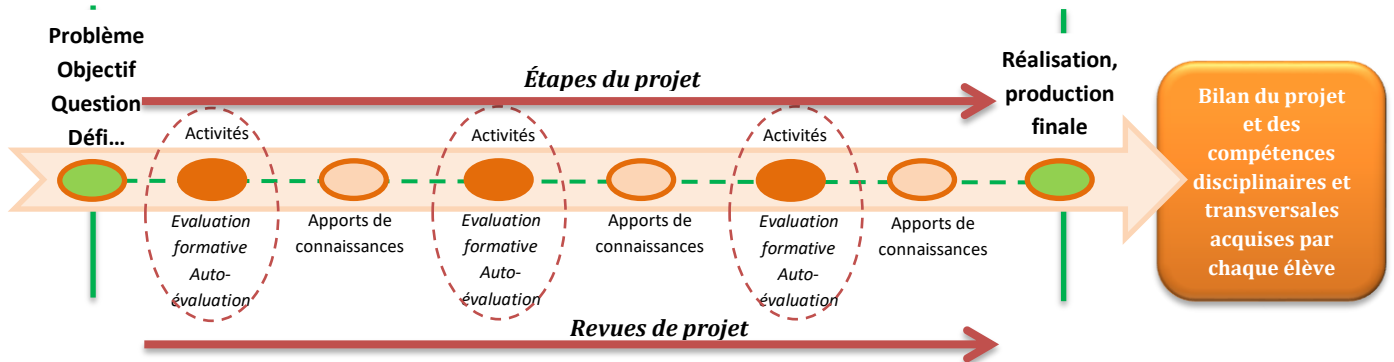 Problème
Objectif
Question
Défi…
Étapes du projet
Réalisation,
production
finale
Activités
Activités
Activités
Evaluation
formative
Auto-
évaluation
Apports de
connaissances
Evaluation
formative
Auto-
évaluation
Apports de
connaissances
Evaluation
formative
Auto-
évaluation
Apports de
connaissances
Revues de projet
Bilan du projet
et des
compétences
disciplinaires et
transversales
acquises par
chaque élève